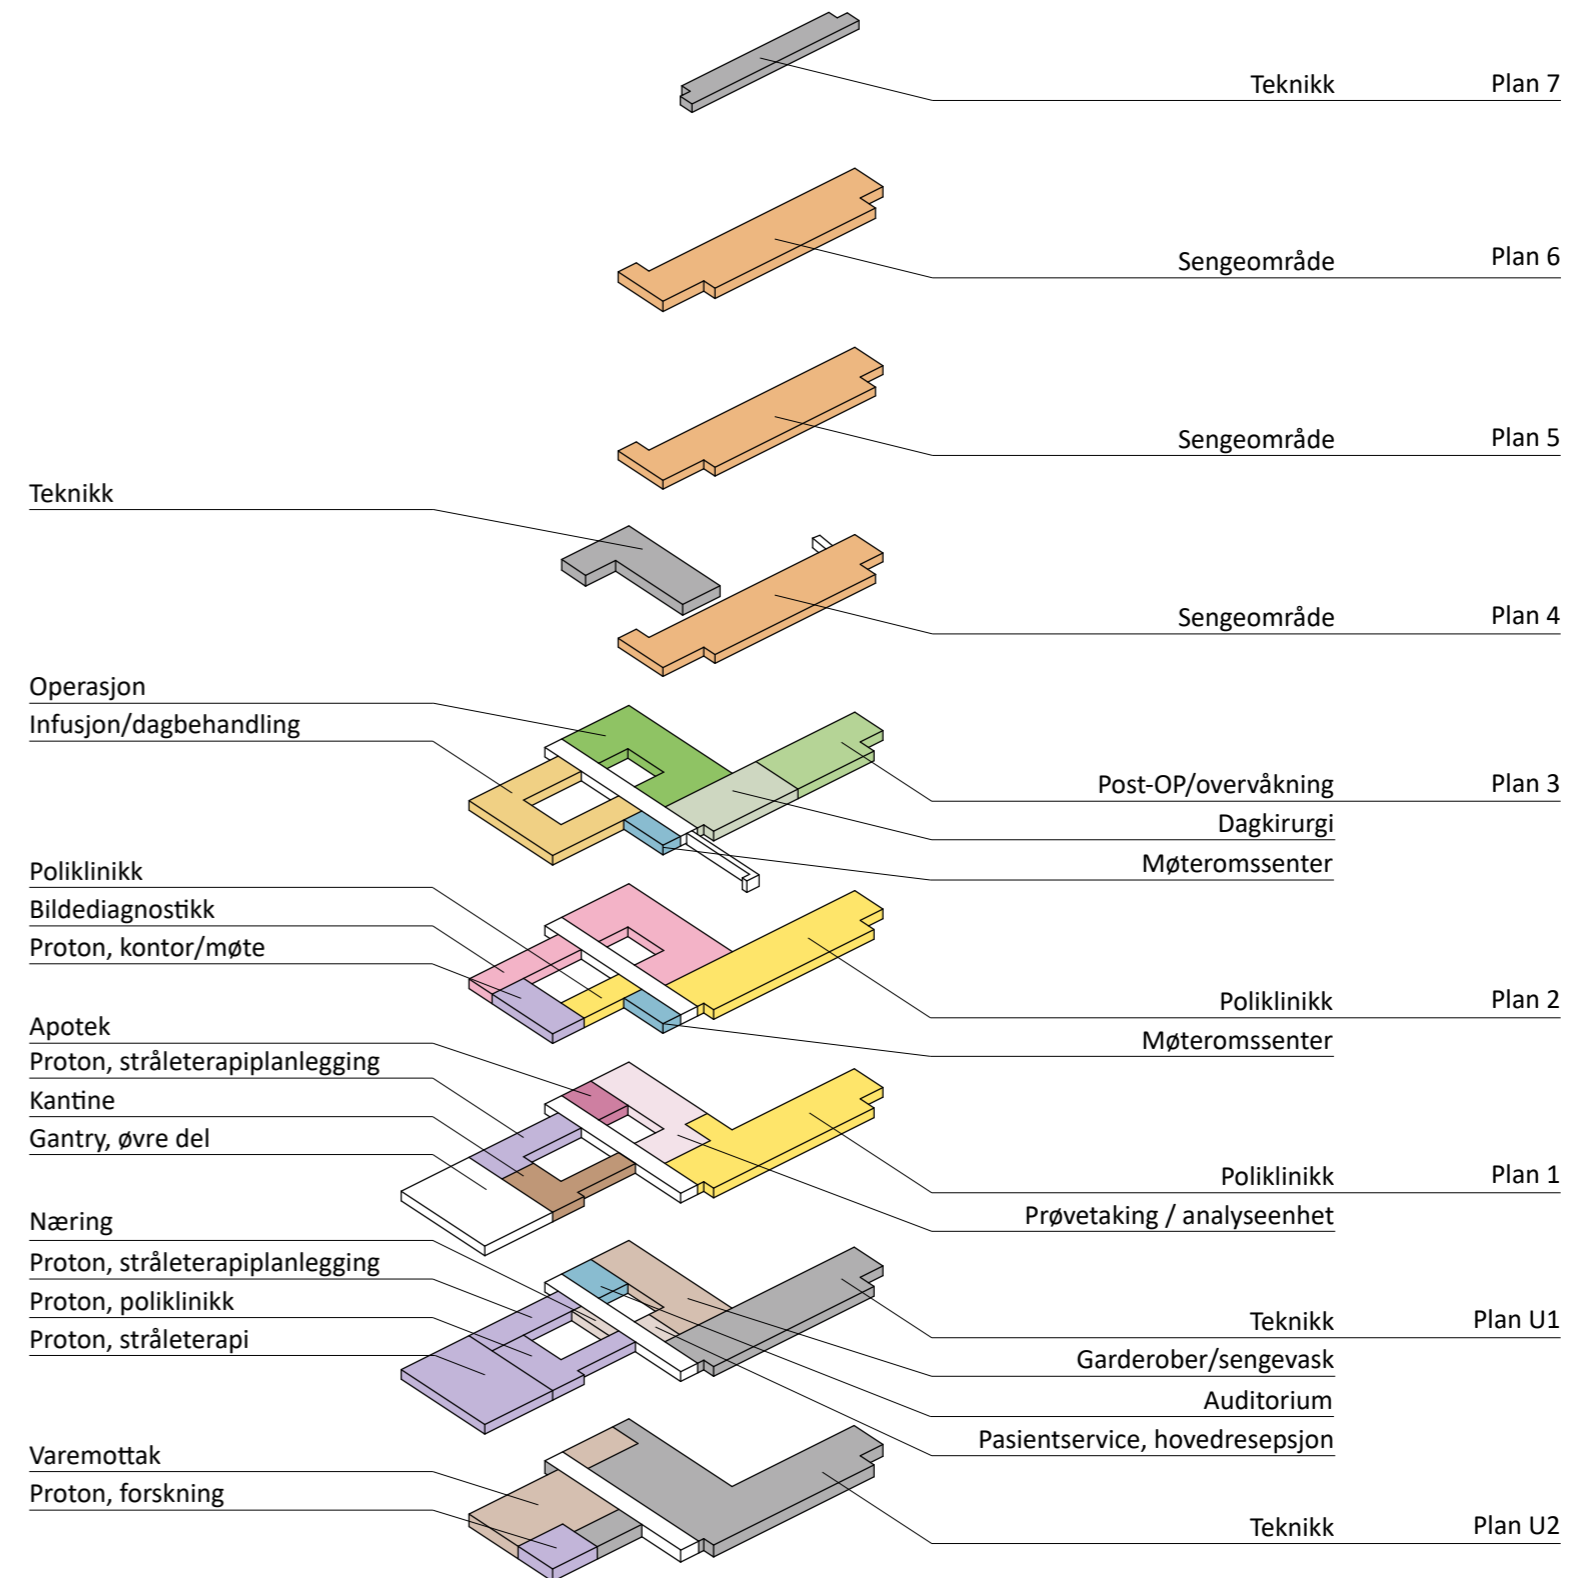 Teknikk Plan 7
Sengeområde Plan 6
Sengeområde Plan 5
Teknikk
Sengeområde Plan 4
Operasjon
Infusjon/dagbehandling
Post-OP/overvåkning Plan 3
Dagkirurgi
Møteromssenter
Poliklinikk
Bildediagnostikk
Proton, kontor/møte
Poliklinikk Plan 2
Møteromssenter
Apotek
Proton, stråleterapiplanlegging
Kantine
Gantry, øvre del
Poliklinikk Plan 1
Prøvetaking / analyseenhet
Næring
Proton, stråleterapiplanlegging
Proton, poliklinikk
Proton, stråleterapi
Teknikk Plan U1
Garderober/sengevask
Auditorium
Pasientservice, hovedresepsjon
Varemottak
Proton, forskning
Teknikk Plan U2